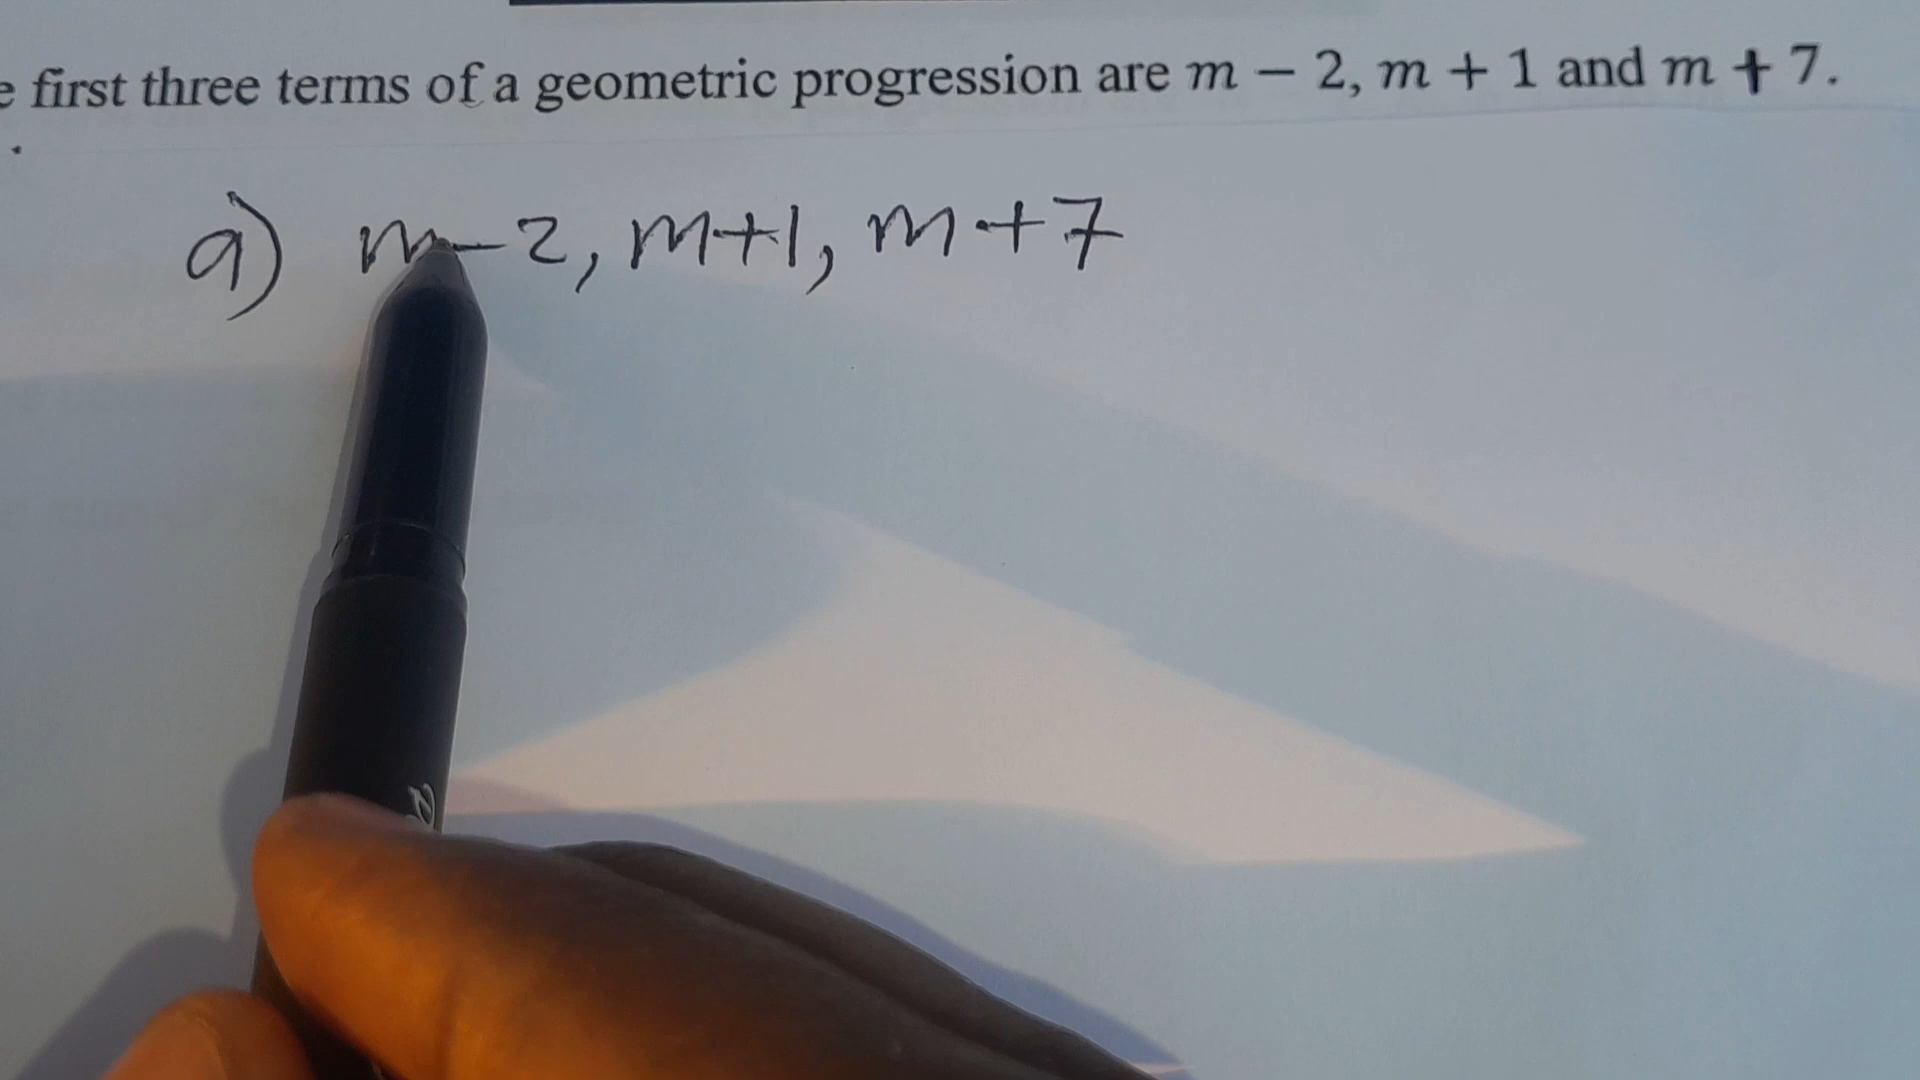 e first three terms of a geometric progression are m − 2, m + 1 and m + 7.
a) m-2, m+1, m+7